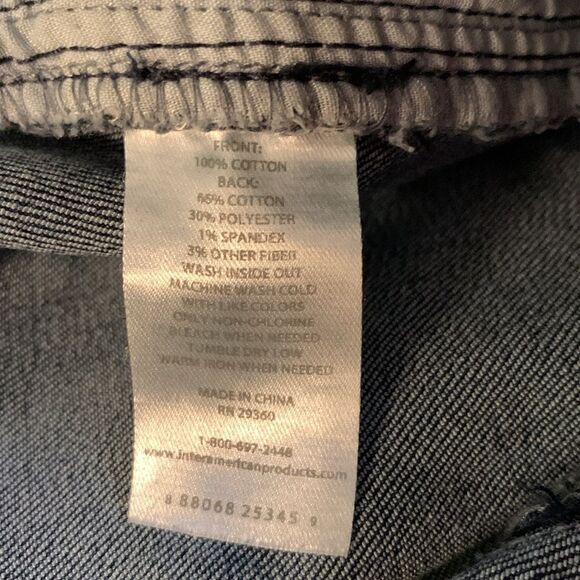 FRONT:
100% COTTON
BACK:
66% COTTON
30% POLYESTER
1% SPANDEX
3% OTHER FIBER
WASH INSIDE OUT
MACHINE WASH COLD
WITH LIKE COLORS
ONLY NON-CHLORINE
BLEACH WHEN NEEDED
TUMBLE DRY LOW
WARM IRON WHEN NEEDED
MADE IN CHINA
RN 29360
1-800-697-2448
www.interamericanproducts.com
8 88068 25345 9